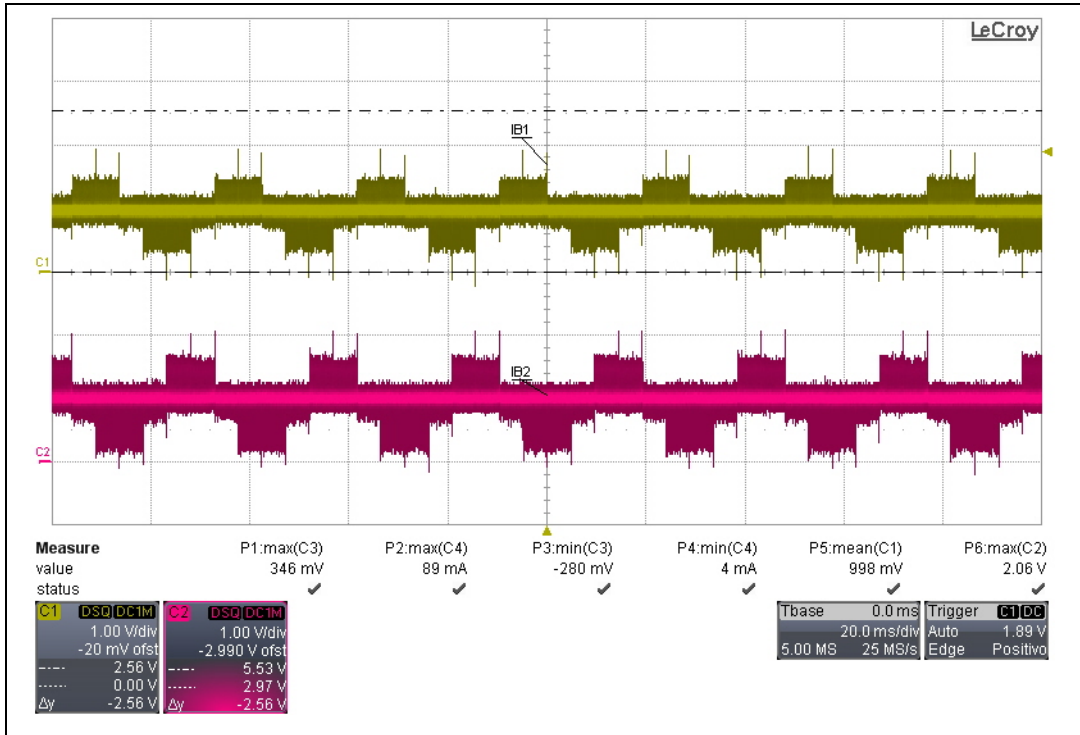 LeCroy
IB1
C1
IB2
C2
Measure P1:max(C3) P2:max(C4) P3:min(C3) P4:min(C4) P5:mean(C1) P6:max(C2)
value 346 mV 89 mA -280 mV 4 mA 998 mV 2.06 V
status ✓ ✓ ✓ ✓ ✓ ✓
C1 DSQ DC1M
1.00 V/div
-20 mV ofst
2.56 V
0.00 V
Δy -2.56 V
C2 DSQ DC1M
1.00 V/div
-2.990 V ofst
5.53 V
2.97 V
Δy -2.56 V
Tbase 0.0 ms
20.0 ms/div
5.00 MS 25 MS/s
Trigger C1 DC
Auto 1.89 V
Edge Positivo